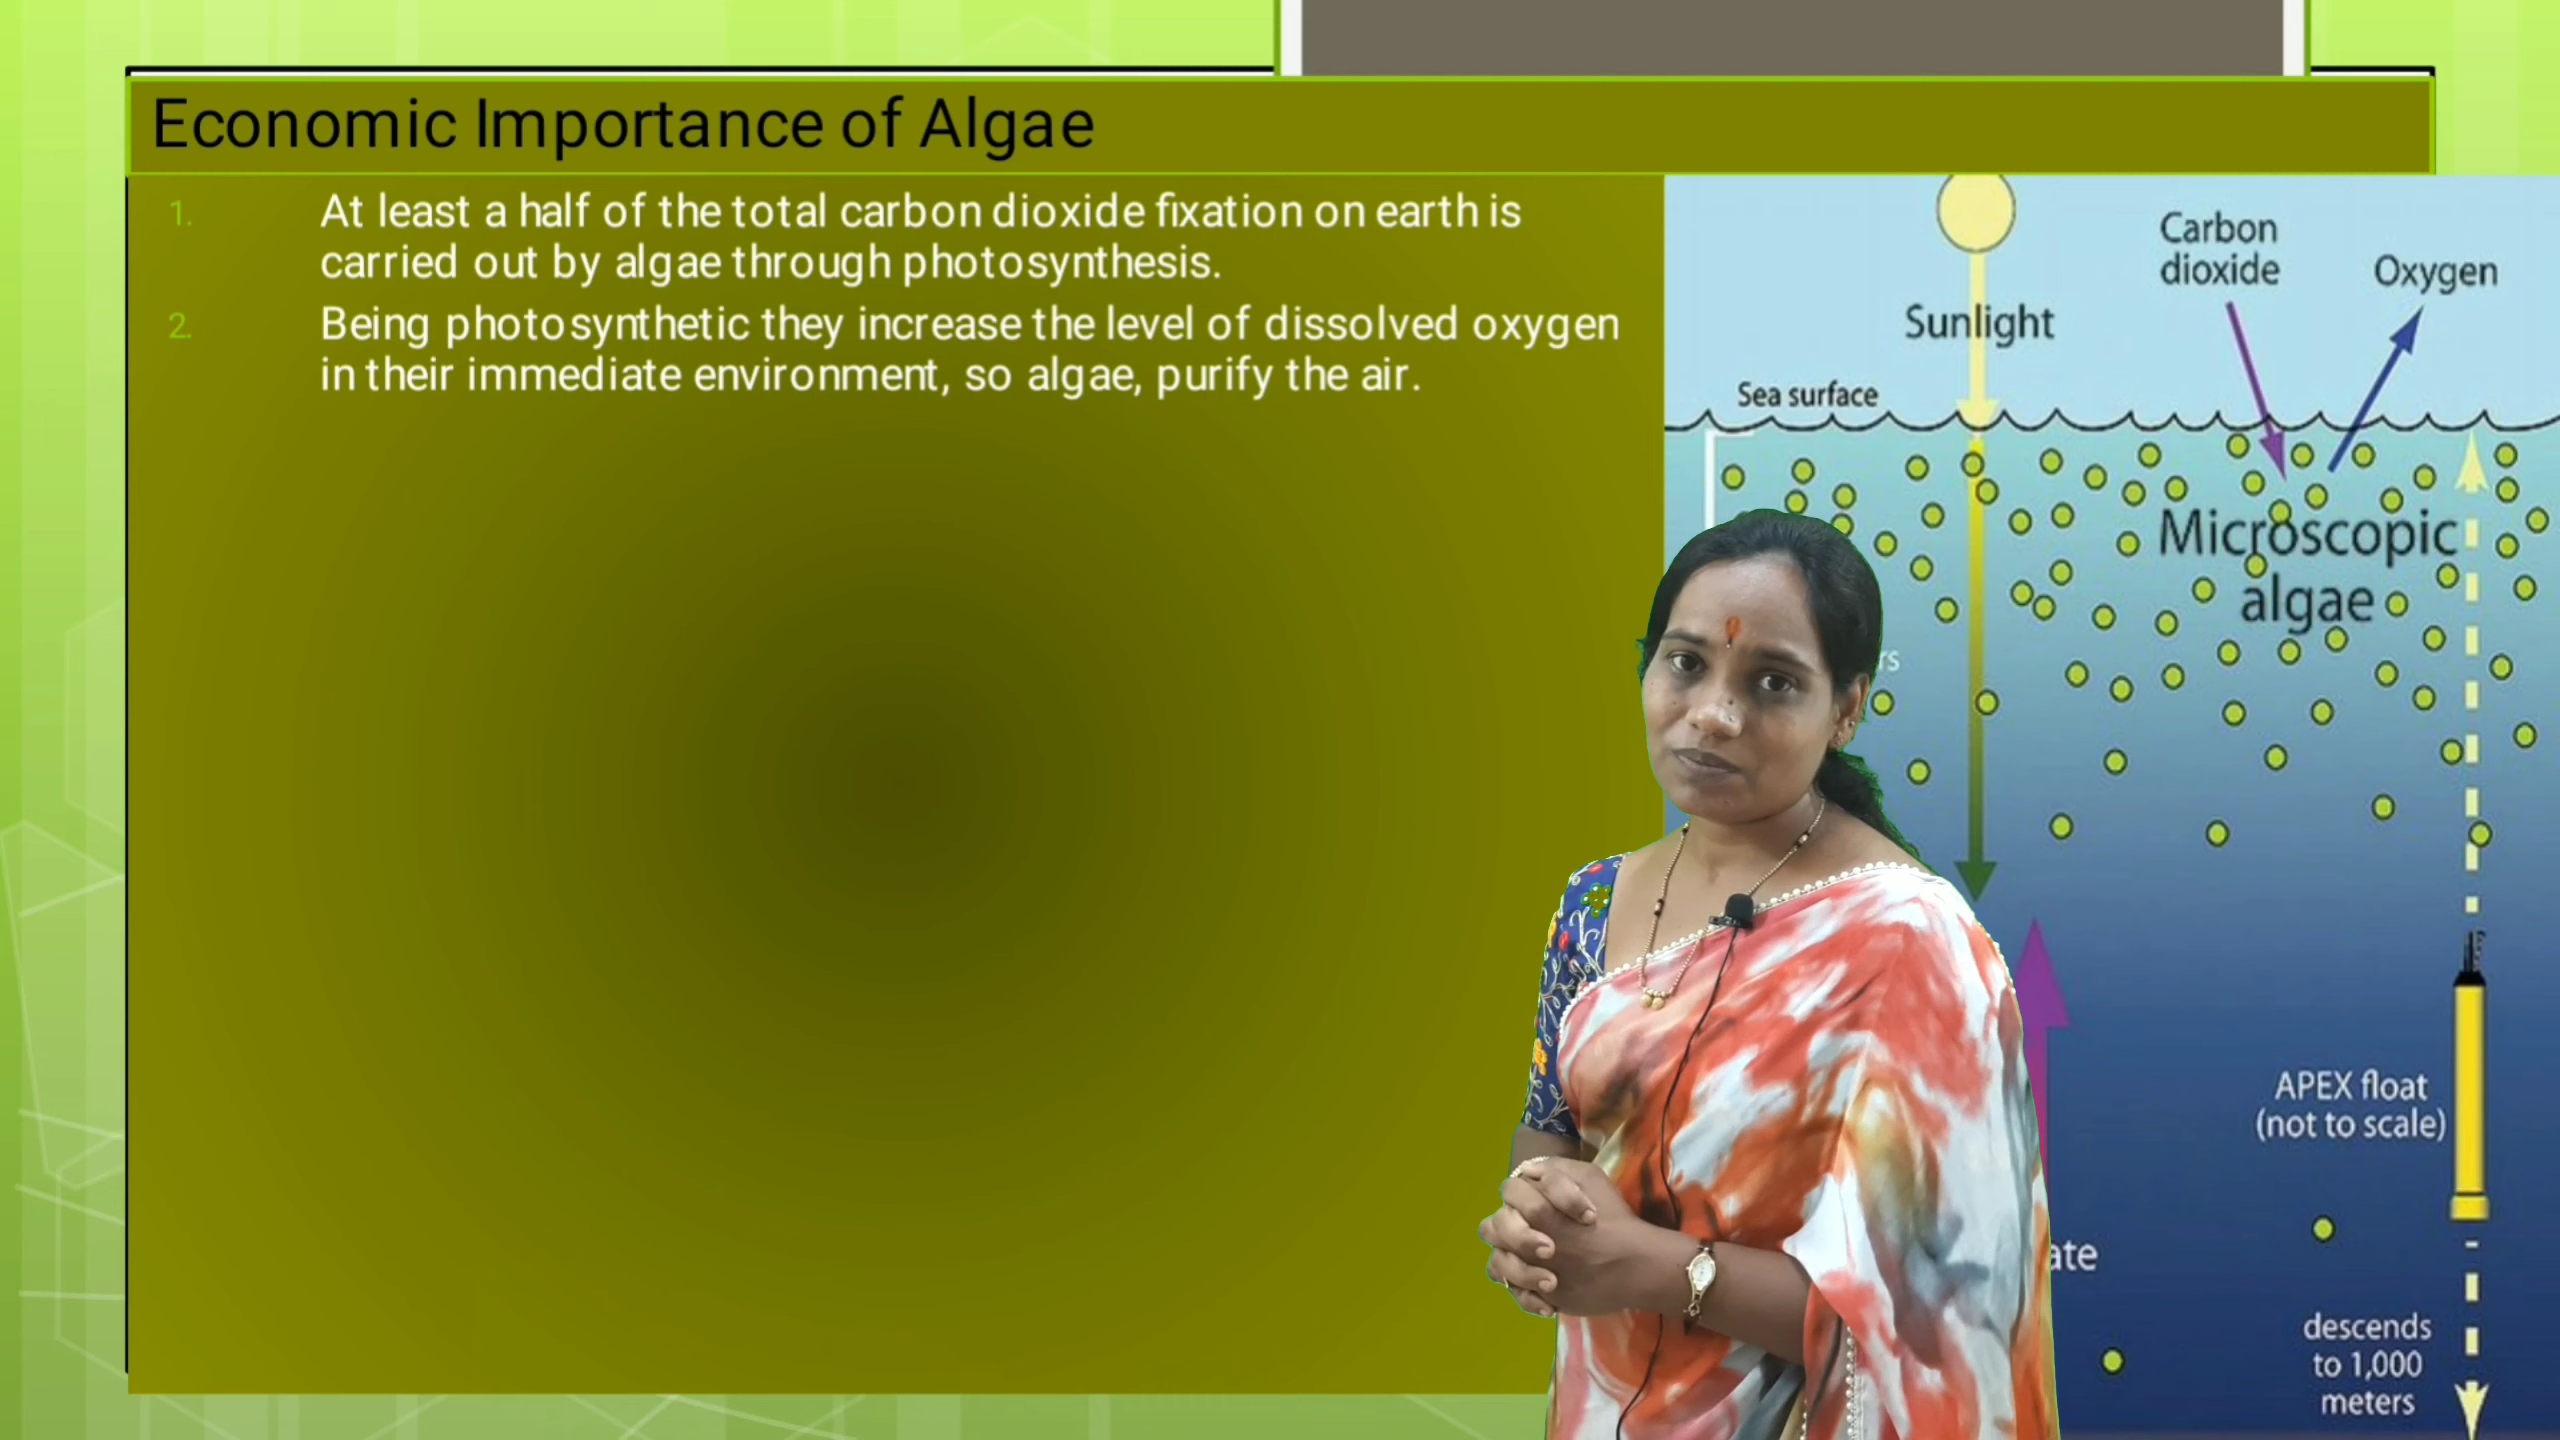 Economic Importance of Algae
1. At least a half of the total carbon dioxide fixation on earth is
carried out by algae through photosynthesis.
2. Being photosynthetic they increase the level of dissolved oxygen
in their immediate environment, so algae, purify the air.
Carbon
dioxide
Oxygen
Sunlight
Sea surface
Microscopic
algae
APEX float
(not to scale)
descends
to 1,000
meters